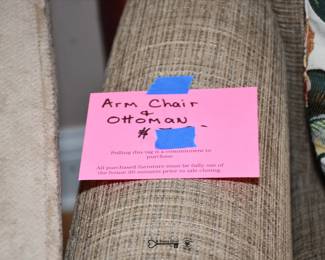 Arm Chair
&
Ottoman
#
Pulling this tag is a commitment to
purchase
All purchased furniture must be fully out of
the house 30 minutes prior to sale closing